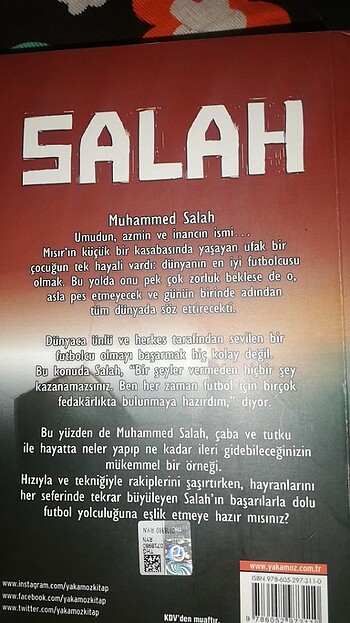 SALAH
Muhammed Salah
Umudun, azmin ve inancın ismi...
Mısır'ın küçük bir kasabasında yaşayan ufak bir
çocuğun tek hayali vardı: dünyanın en iyi futbolcusu
olmak. Bu yolda onu pek çok zorluk beklese de o,
asla pes etmeyecek ve günün birinde adından
tüm dünyada söz ettirecekti.
Dünyaca ünlü ve herkes tarafından sevilen bir
futbolcu olmayı başarmak hiç kolay değil.
Bu konuda Salah, "Bir şeyler vermeden hiçbir şey
kazanamazsınız. Ben her zaman futbol için birçok
fedakârlıkta bulunmaya hazırdım," diyor.
Bu yüzden de Muhammed Salah, çaba ve tutku
ile hayatta neler yapıp ne kadar ileri gidebileceğinizin
mükemmel bir örneği.
Hızıyla ve tekniğiyle rakiplerini şaşırtırken, hayranlarını
her seferinde tekrar büyüleyen Salah'ın başarılarla dolu
futbol yolculuğuna eşlik etmeye hazır mısınız?
www.instagram.com/yakamozkitap
www.facebook.com/yakamozkitap
www.twitter.com/yakamozkitap
www.yakamoz.com.tr
ISBN 978-605-297-311-0
KDV'den muaftır.